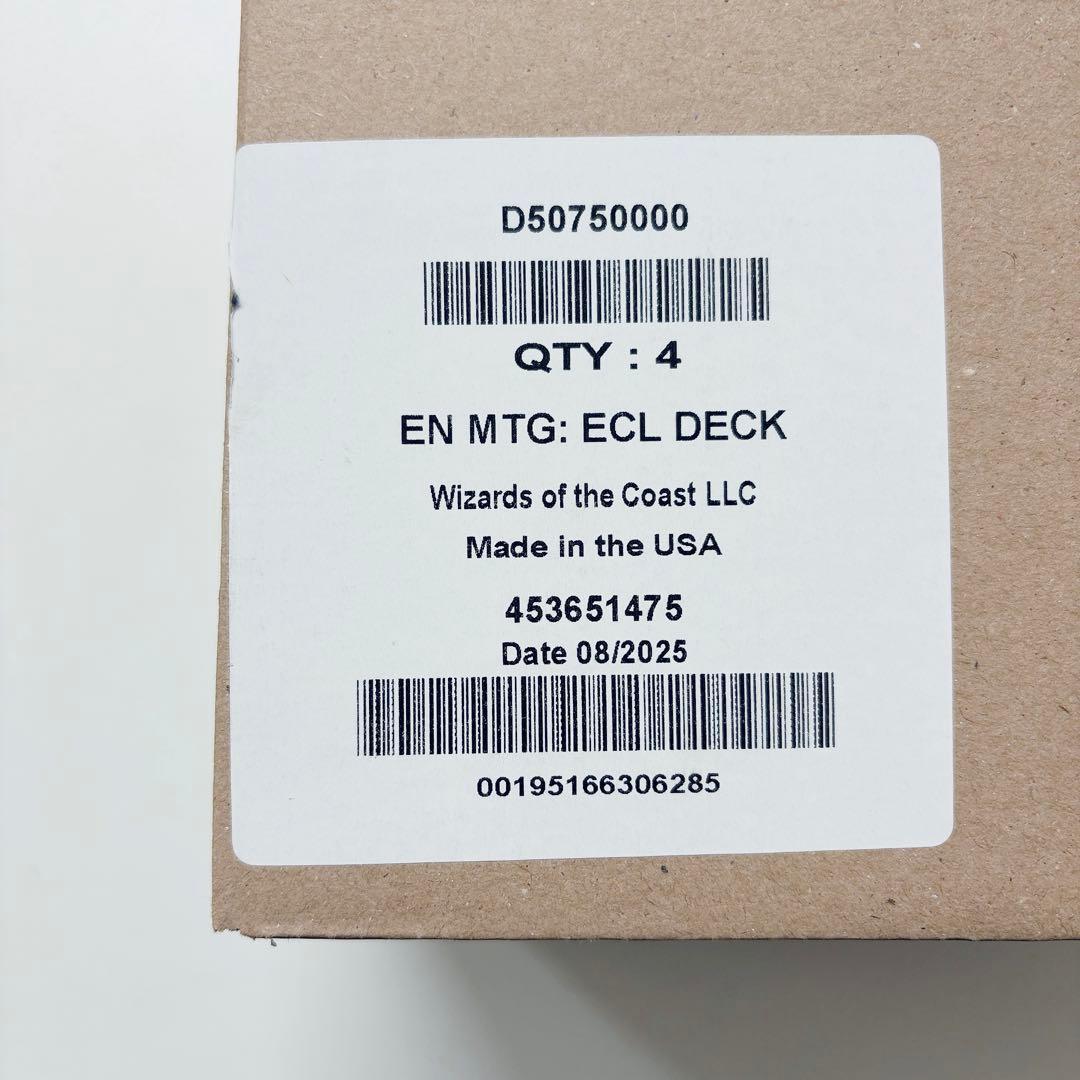 D50750000
QTY : 4
EN MTG: ECL DECK
Wizards of the Coast LLC
Made in the USA
453651475
Date 08/2025
00195166306285